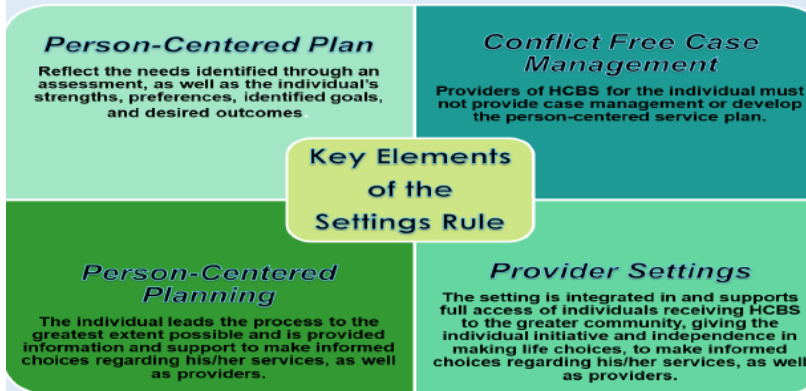 Person-Centered Plan
Reflect the needs identified through an
assessment, as well as the individual's
strengths, preferences, identified goals,
and desired outcomes.
Conflict Free Case
Management
Providers of HCBS for the individual must
not provide case management or develop
the person-centered service plan.
Key Elements
of the
Settings Rule
Person-Centered
Planning
The individual leads the process to the
greatest extent possible and is provided
information and support to make informed
choices regarding his/her services, as well
as providers.
Provider Settings
The setting is integrated in and supports
full access of individuals receiving HCBS
to the greater community, giving the
individual initiative and independence in
making life choices, to make informed
choices regarding his/her services, as well
as providers.